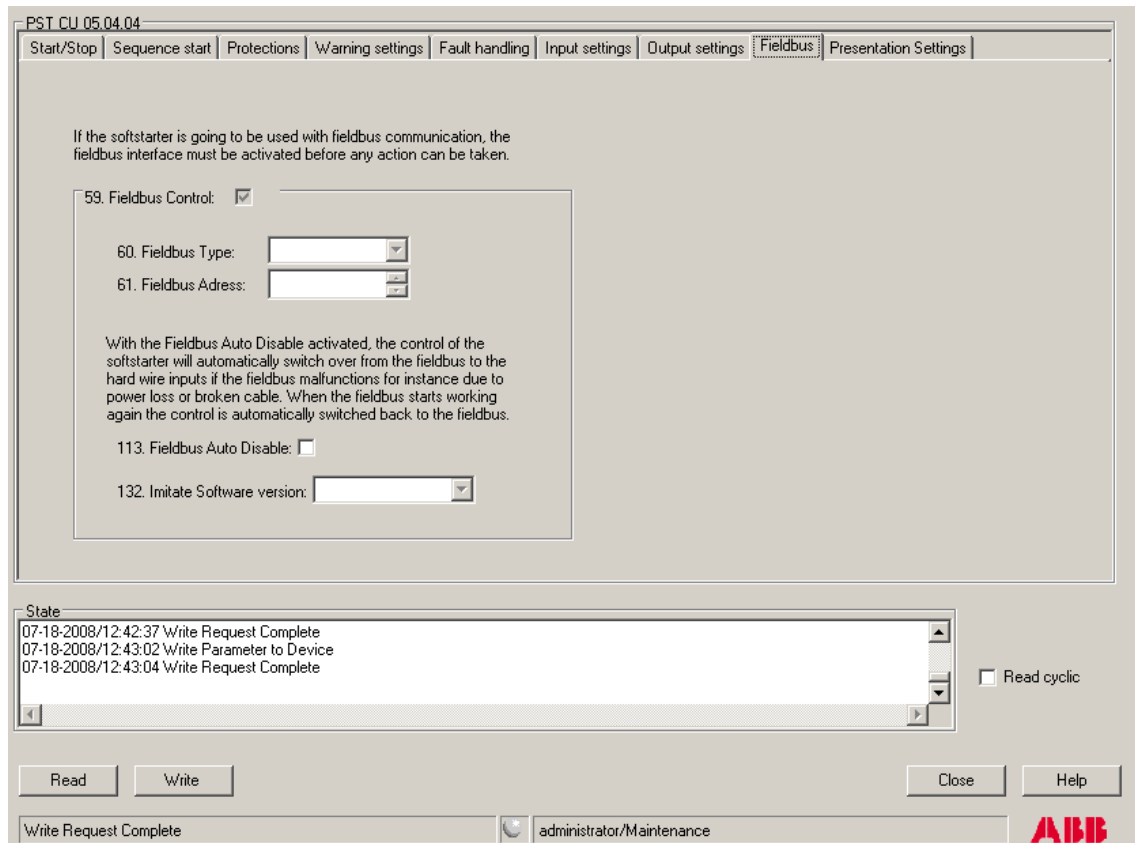 PST CU 05.04.04
Start/Stop Sequence start Protections Warning settings Fault handling Input settings Output settings Fieldbus Presentation Settings
If the softstarter is going to be used with fieldbus communication, the
fieldbus interface must be activated before any action can be taken.
59. Fieldbus Control:
60. Fieldbus Type:
61. Fieldbus Adress:
With the Fieldbus Auto Disable activated, the control of the
softstarter will automatically switch over from the fieldbus to the
hard wire inputs if the fieldbus malfunctions for instance due to
power loss or broken cable. When the fieldbus starts working
again the control is automatically switched back to the fieldbus.
113. Fieldbus Auto Disable:
132. Imitate Software version:
State
07-18-2008/12:42:37 Write Request Complete
07-18-2008/12:43:02 Write Parameter to Device
07-18-2008/12:43:04 Write Request Complete
Read cyclic
Read Write Close Help
Write Request Complete administrator/Maintenance ABB